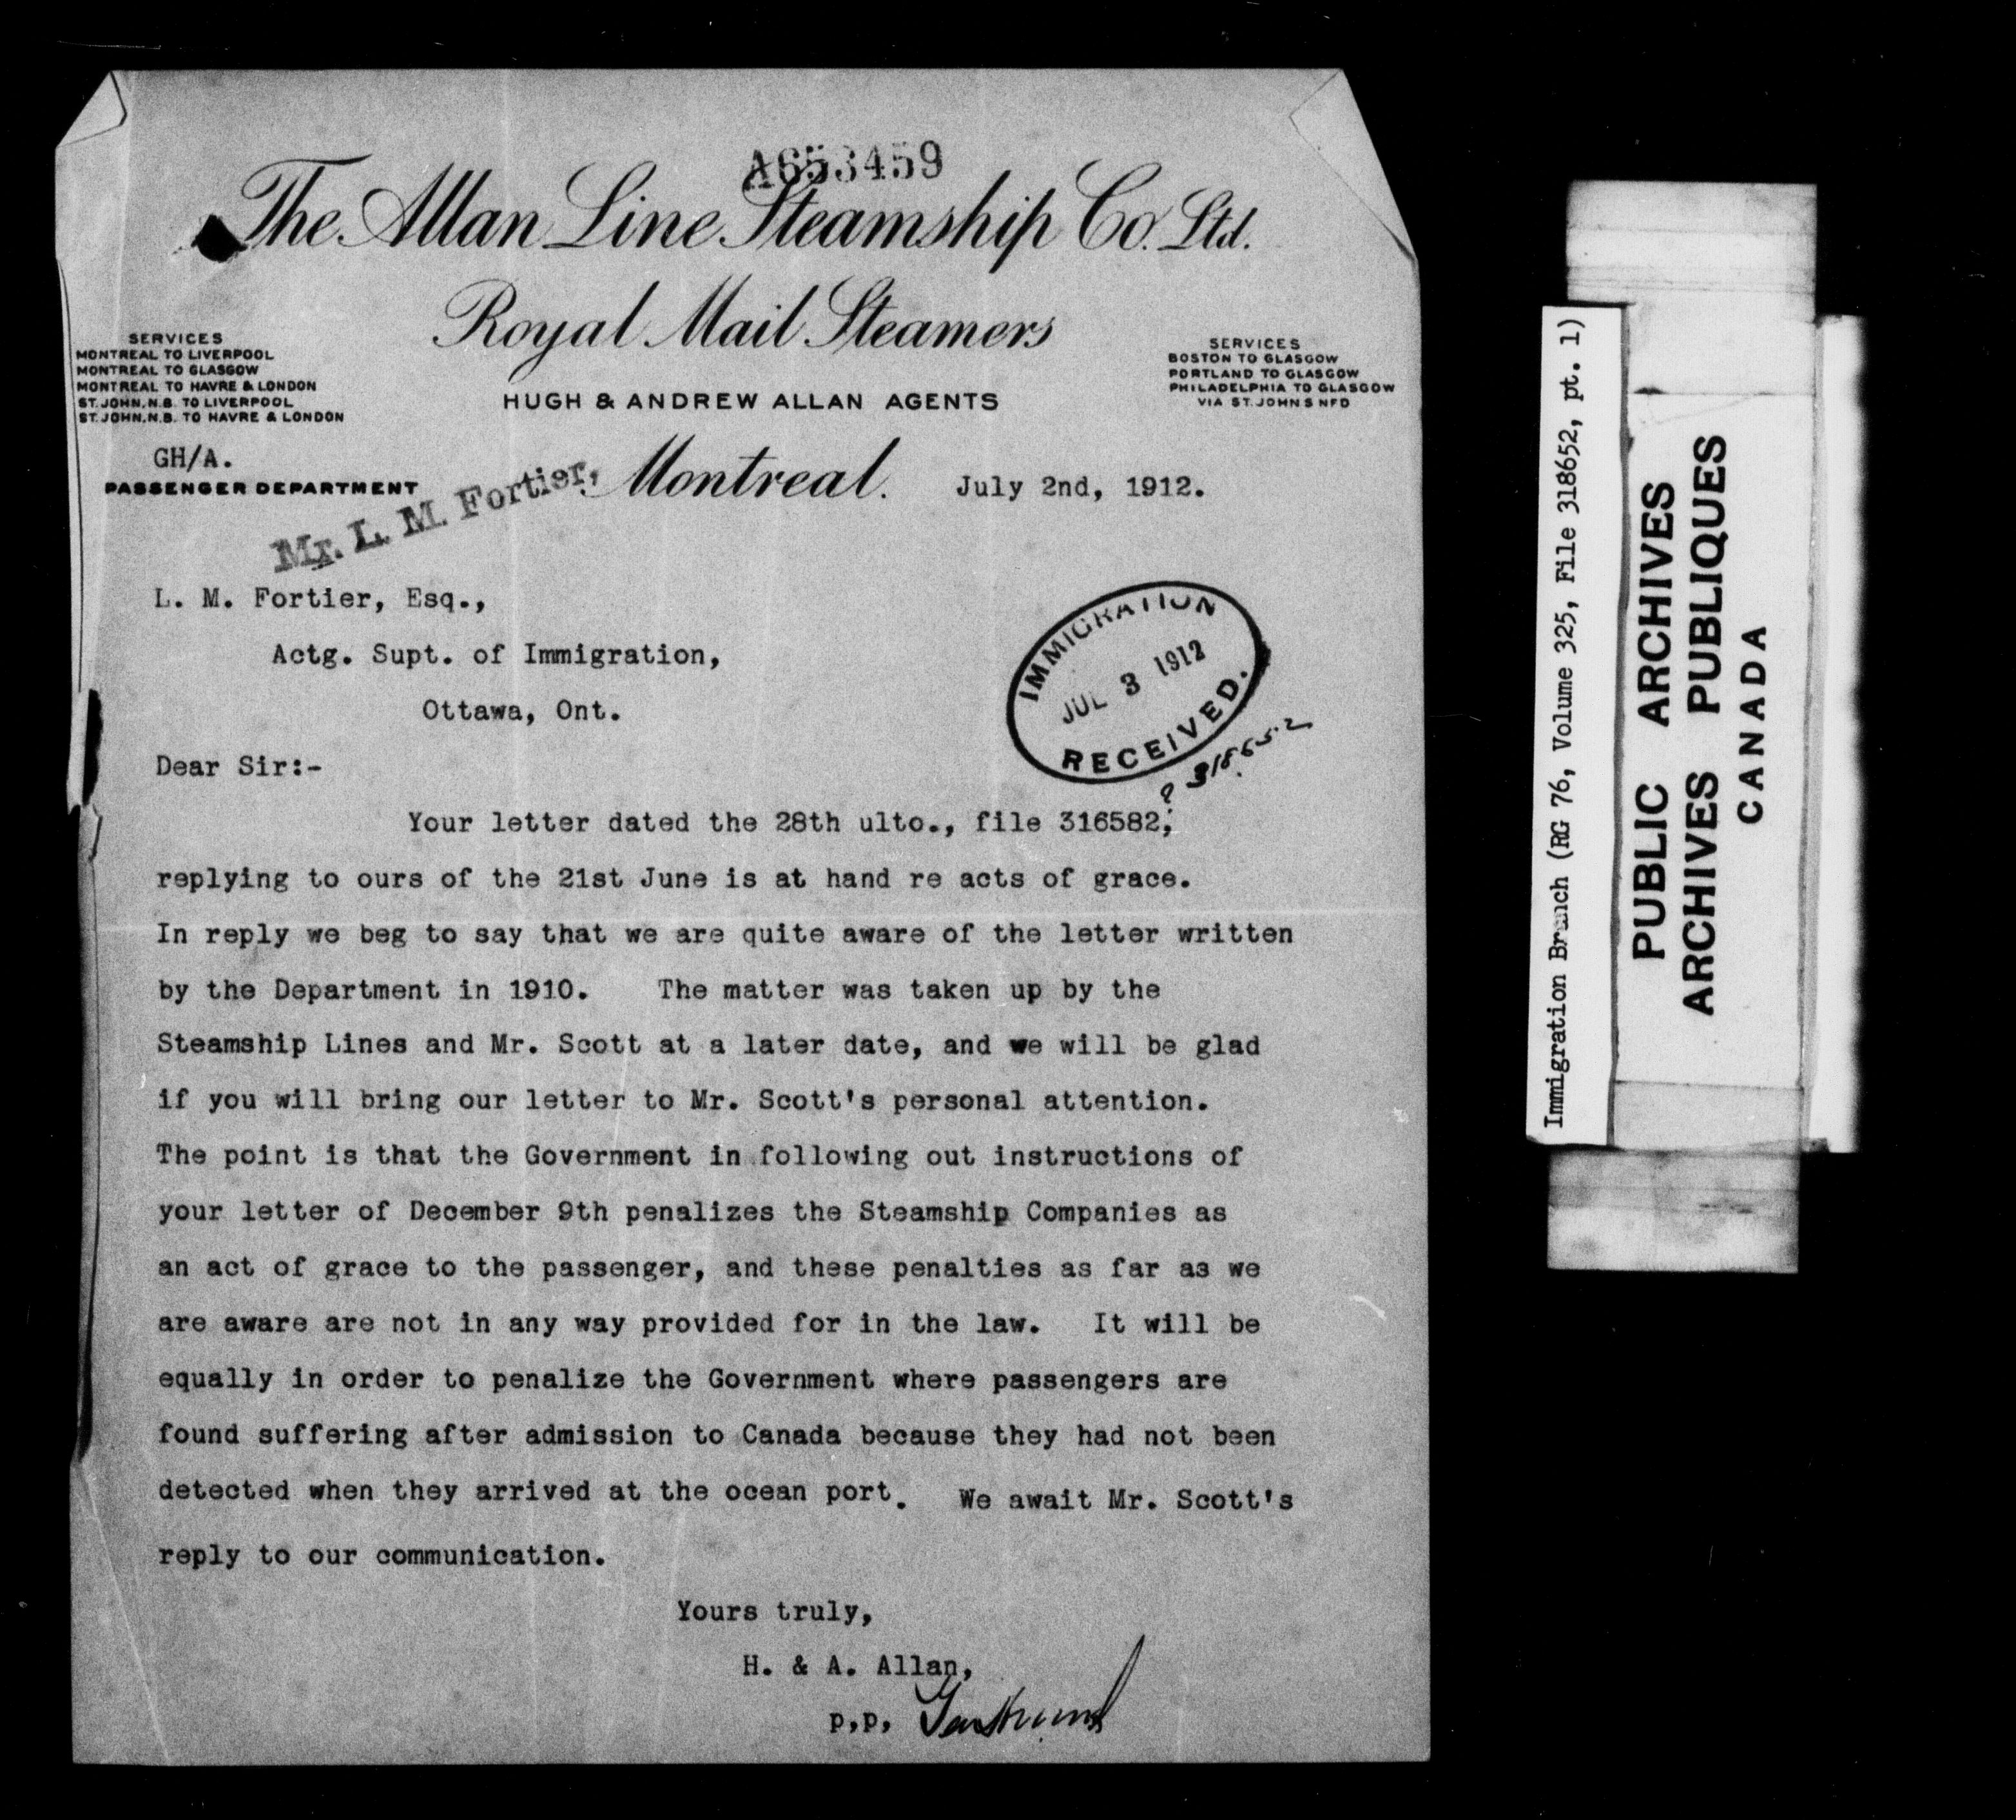 A653459
The Allan Line Steamship Co. Ltd.
Royal Mail Steamers
SERVICES
MONTREAL TO LIVERPOOL
MONTREAL TO GLASGOW
MONTREAL TO HAVRE & LONDON
ST. JOHN, N.B. TO LIVERPOOL
ST. JOHN, N.B. TO HAVRE & LONDON
SERVICES
BOSTON TO GLASGOW
PORTLAND TO GLASGOW
PHILADELPHIA TO GLASGOW
VIA ST. JOHNS NFD
HUGH & ANDREW ALLAN AGENTS
GH/A.
PASSENGER DEPARTMENT
Montreal. July 2nd, 1912.
Mr. L. M. Fortier,
L. M. Fortier, Esq.,
Actg. Supt. of Immigration,
Ottawa, Ont.
IMMIGRATION
JUL 3 1912
RECEIVED.
? 318652
Dear Sir:-
Your letter dated the 28th ulto., file 316582,
replying to ours of the 21st June is at hand re acts of grace.
In reply we beg to say that we are quite aware of the letter written
by the Department in 1910. The matter was taken up by the
Steamship Lines and Mr. Scott at a later date, and we will be glad
if you will bring our letter to Mr. Scott's personal attention.
The point is that the Government in following out instructions of
your letter of December 9th penalizes the Steamship Companies as
an act of grace to the passenger, and these penalties as far as we
are aware are not in any way provided for in the law. It will be
equally in order to penalize the Government where passengers are
found suffering after admission to Canada because they had not been
detected when they arrived at the ocean port. We await Mr. Scott's
reply to our communication.
Yours truly,
H. & A. Allan,
p,p,
Immigration Branch (RG 76, Volume 325, File 318652, pt. 1)
PUBLIC ARCHIVES
ARCHIVES PUBLIQUES
CANADA